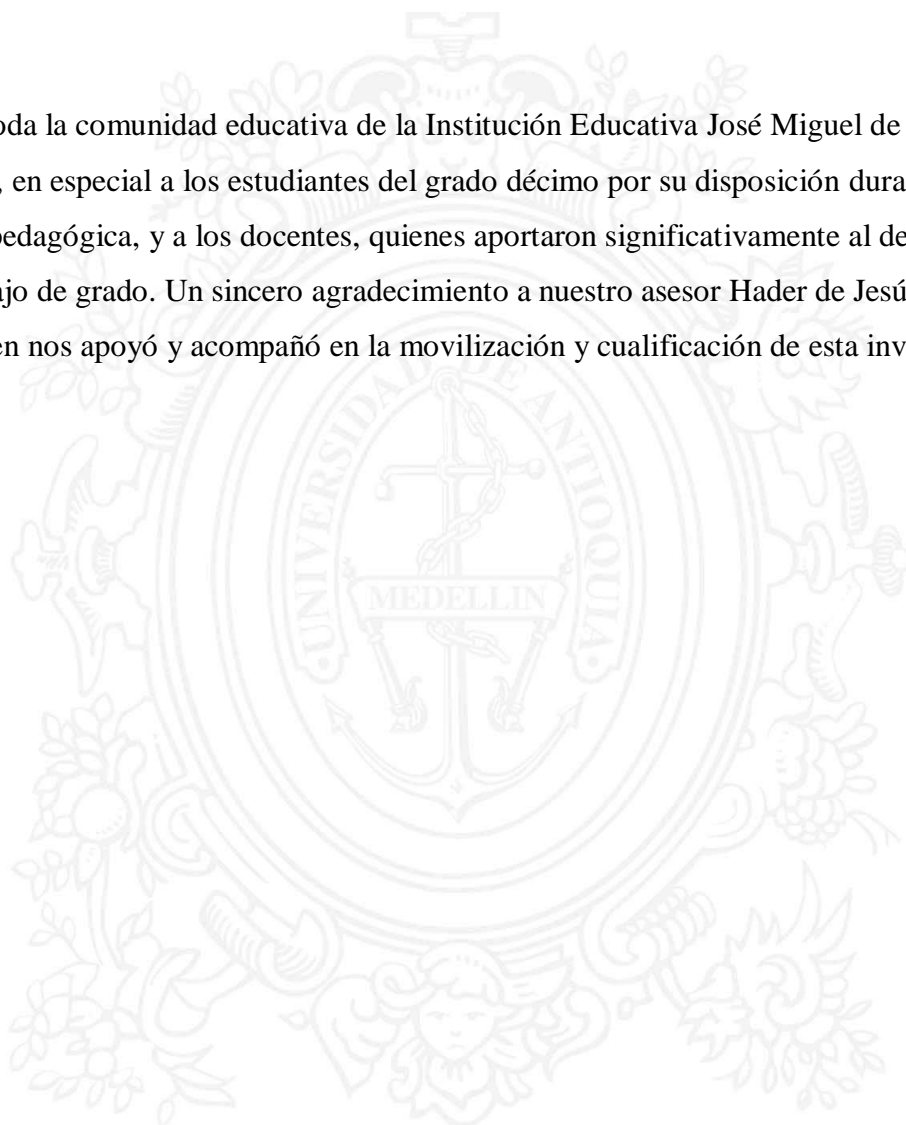 oda la comunidad educativa de la Institución Educativa José Miguel de
, en especial a los estudiantes del grado décimo por su disposición dura
pedagógica, y a los docentes, quienes aportaron significativamente al de
ajo de grado. Un sincero agradecimiento a nuestro asesor Hader de Jesú
en nos apoyó y acompañó en la movilización y cualificación de esta inv
UNIVERSIDAD DE ANTIOQUIA
MEDELLIN